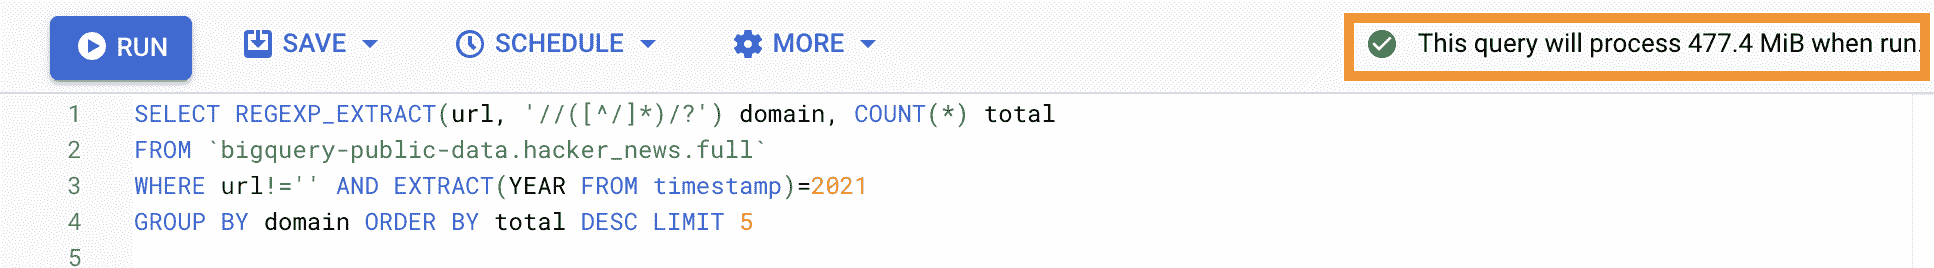 RUN SAVE SCHEDULE MORE This query will process 477.4 MiB when run.
1 SELECT REGEXP_EXTRACT(url, '//([^/]*)/?') domain, COUNT(*) total
2 FROM `bigquery-public-data.hacker_news.full`
3 WHERE url!='' AND EXTRACT(YEAR FROM timestamp)=2021
4 GROUP BY domain ORDER BY total DESC LIMIT 5
5